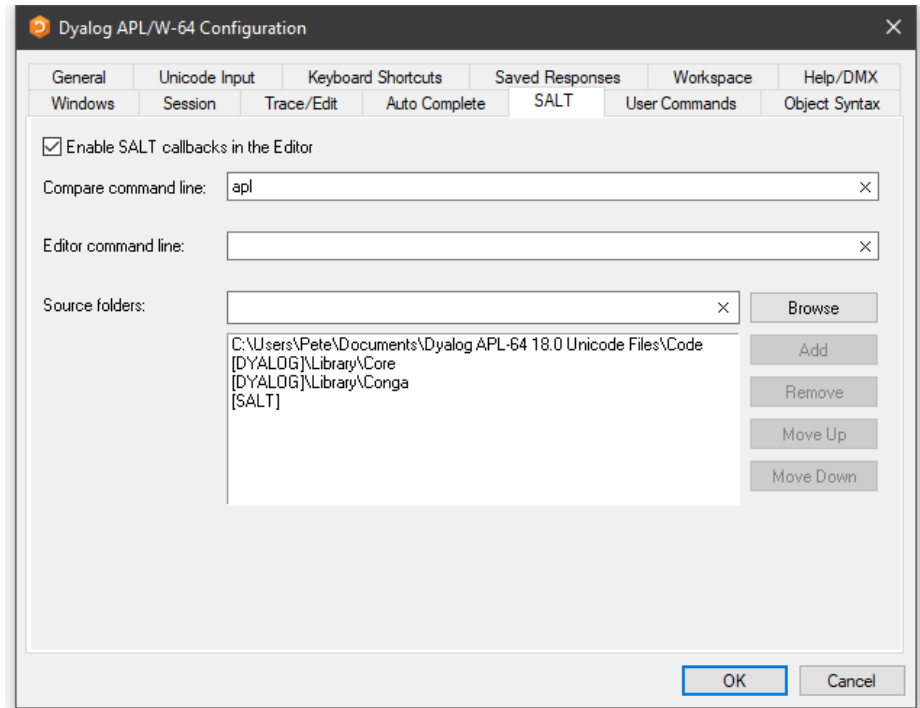 Dyalog APL/W-64 Configuration
General Unicode Input Keyboard Shortcuts Saved Responses Workspace Help/DMX
Windows Session Trace/Edit Auto Complete SALT User Commands Object Syntax
Enable SALT callbacks in the Editor
Compare command line: apl
Editor command line:
Source folders: Browse
C:\Users\Pete\Documents\Dyalog APL-64 18.0 Unicode Files\Code
Add
[DYALOG]\Library\Core
[DYALOG]\Library\Conga
Remove
[SALT]
Move Up
Move Down
OK Cancel